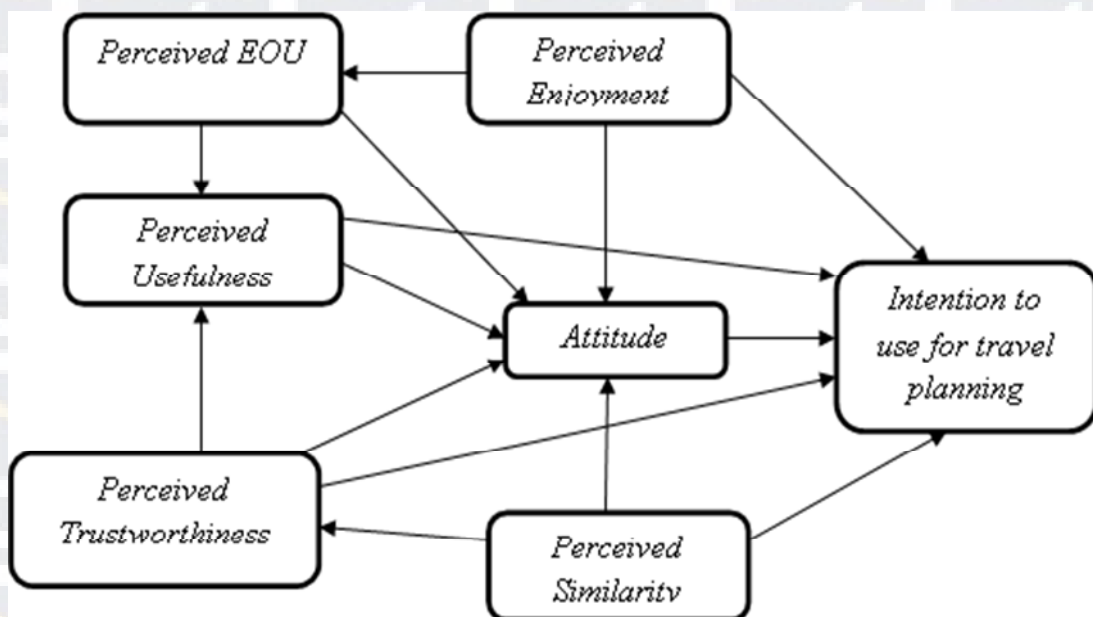 Perceived EOU
Perceived
Enjoyment
Perceived
Usefulness
Attitude
Intention to
use for travel
planning
Perceived
Trustworthiness
Perceived
Similarity